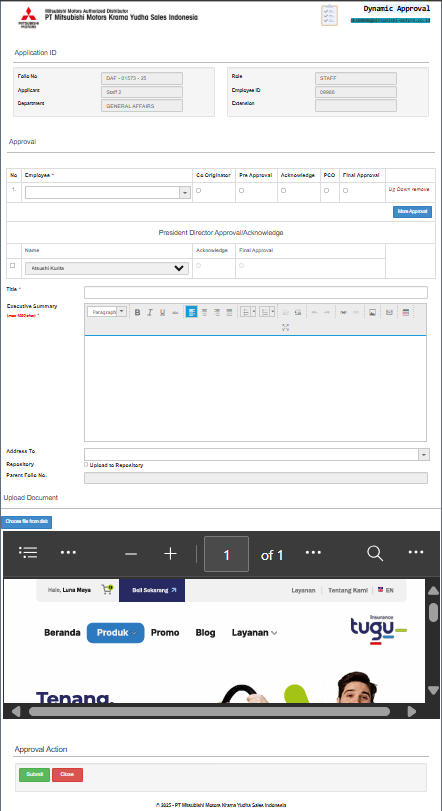 Mitsubishi Motors Authorized Distributor
PT Mitsubishi Motors Krama Yudha Sales Indonesia
MITSUBISHI MOTORS
Dynamic Approval
Application ID
Folio No DAF - 01573 - 25
Applicant Staff 2
Department GENERAL AFFAIRS
Role STAFF
Employee ID 09986
Extension
Approval
No Employee * Co Originator Pre Approval Acknowledge PCO Final Approval
1. Up Down remove
More Approval
President Director Approval/Acknowledge
Name Acknowledge Final Approval
Atsushi Kurita
Title *
Executive Summary
Paragraph B I U abc
Address To
Repository Upload to Repository
Parent Folio No.
Upload Document
Choose file from disk
1 of 1
Halo, Luna Maya Beli Sekarang Layanan Tentang Kami EN
Beranda Produk Promo Blog Layanan
Insurance
tugu
Tenang,
Approval Action
Submit Close
© 2025 - PT Mitsubishi Motors Krama Yudha Sales Indonesia